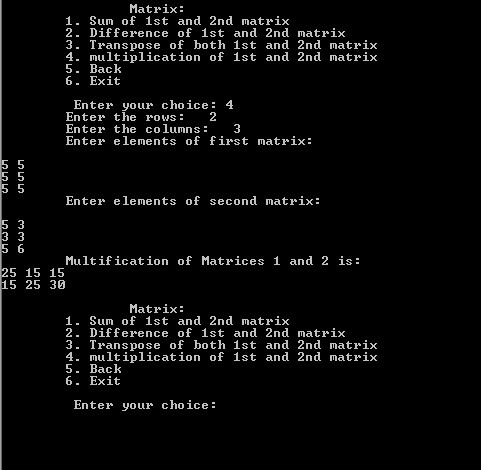 Matrix:
1. Sum of 1st and 2nd matrix
2. Difference of 1st and 2nd matrix
3. Transpose of both 1st and 2nd matrix
4. multiplication of 1st and 2nd matrix
5. Back
6. Exit
Enter your choice: 4
Enter the rows: 2
Enter the columns: 3
Enter elements of first matrix:
5 5
5 5
5 5
Enter elements of second matrix:
5 3
3 3
5 6
Multification of Matrices 1 and 2 is:
25 15 15
15 25 30
Matrix:
1. Sum of 1st and 2nd matrix
2. Difference of 1st and 2nd matrix
3. Transpose of both 1st and 2nd matrix
4. multiplication of 1st and 2nd matrix
5. Back
6. Exit
Enter your choice: